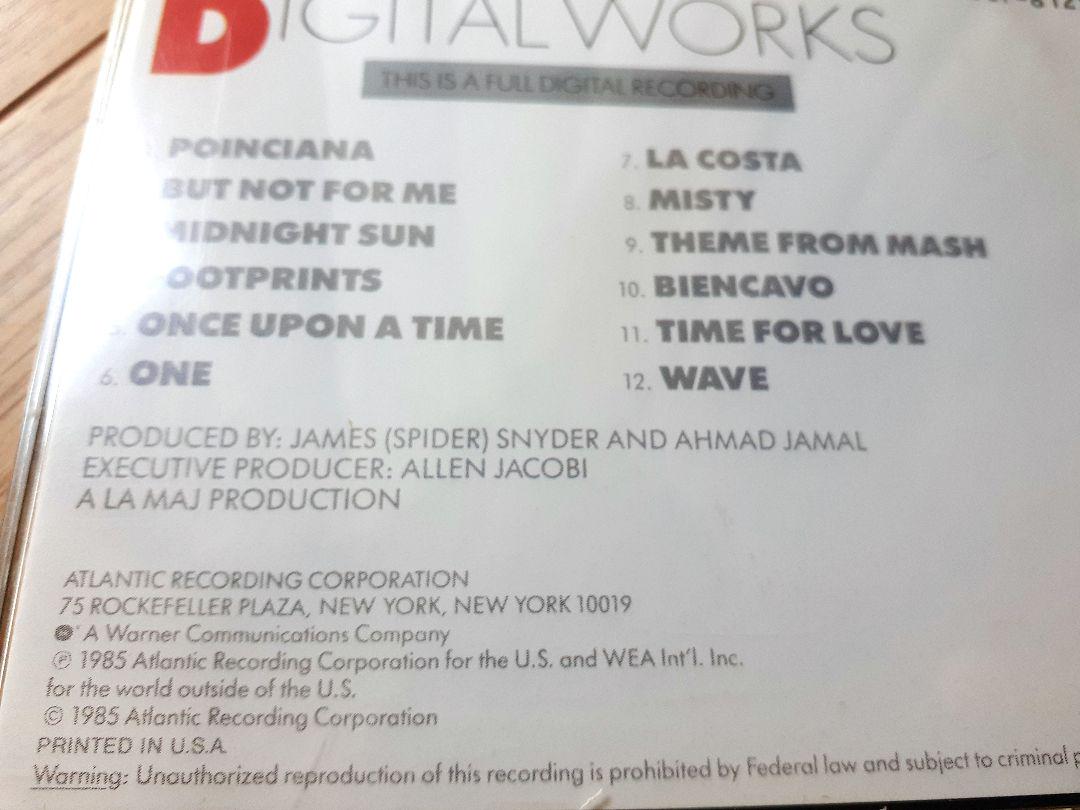 DIGITAL WORKS
THIS IS A FULL DIGITAL RECORDING
POINCIANA
BUT NOT FOR ME
MIDNIGHT SUN
OOTPRINTS
5. ONCE UPON A TIME
6. ONE
7. LA COSTA
8. MISTY
9. THEME FROM MASH
10. BIENCAVO
11. TIME FOR LOVE
12. WAVE
PRODUCED BY: JAMES (SPIDER) SNYDER AND AHMAD JAMAL
EXECUTIVE PRODUCER: ALLEN JACOBI
A LA MAJ PRODUCTION
ATLANTIC RECORDING CORPORATION
75 ROCKEFELLER PLAZA, NEW YORK, NEW YORK 10019
A Warner Communications Company
℗ 1985 Atlantic Recording Corporation for the U.S. and WEA Int'l. Inc.
for the world outside of the U.S.
© 1985 Atlantic Recording Corporation
PRINTED IN U.S.A.
Warning: Unauthorized reproduction of this recording is prohibited by Federal law and subject to criminal